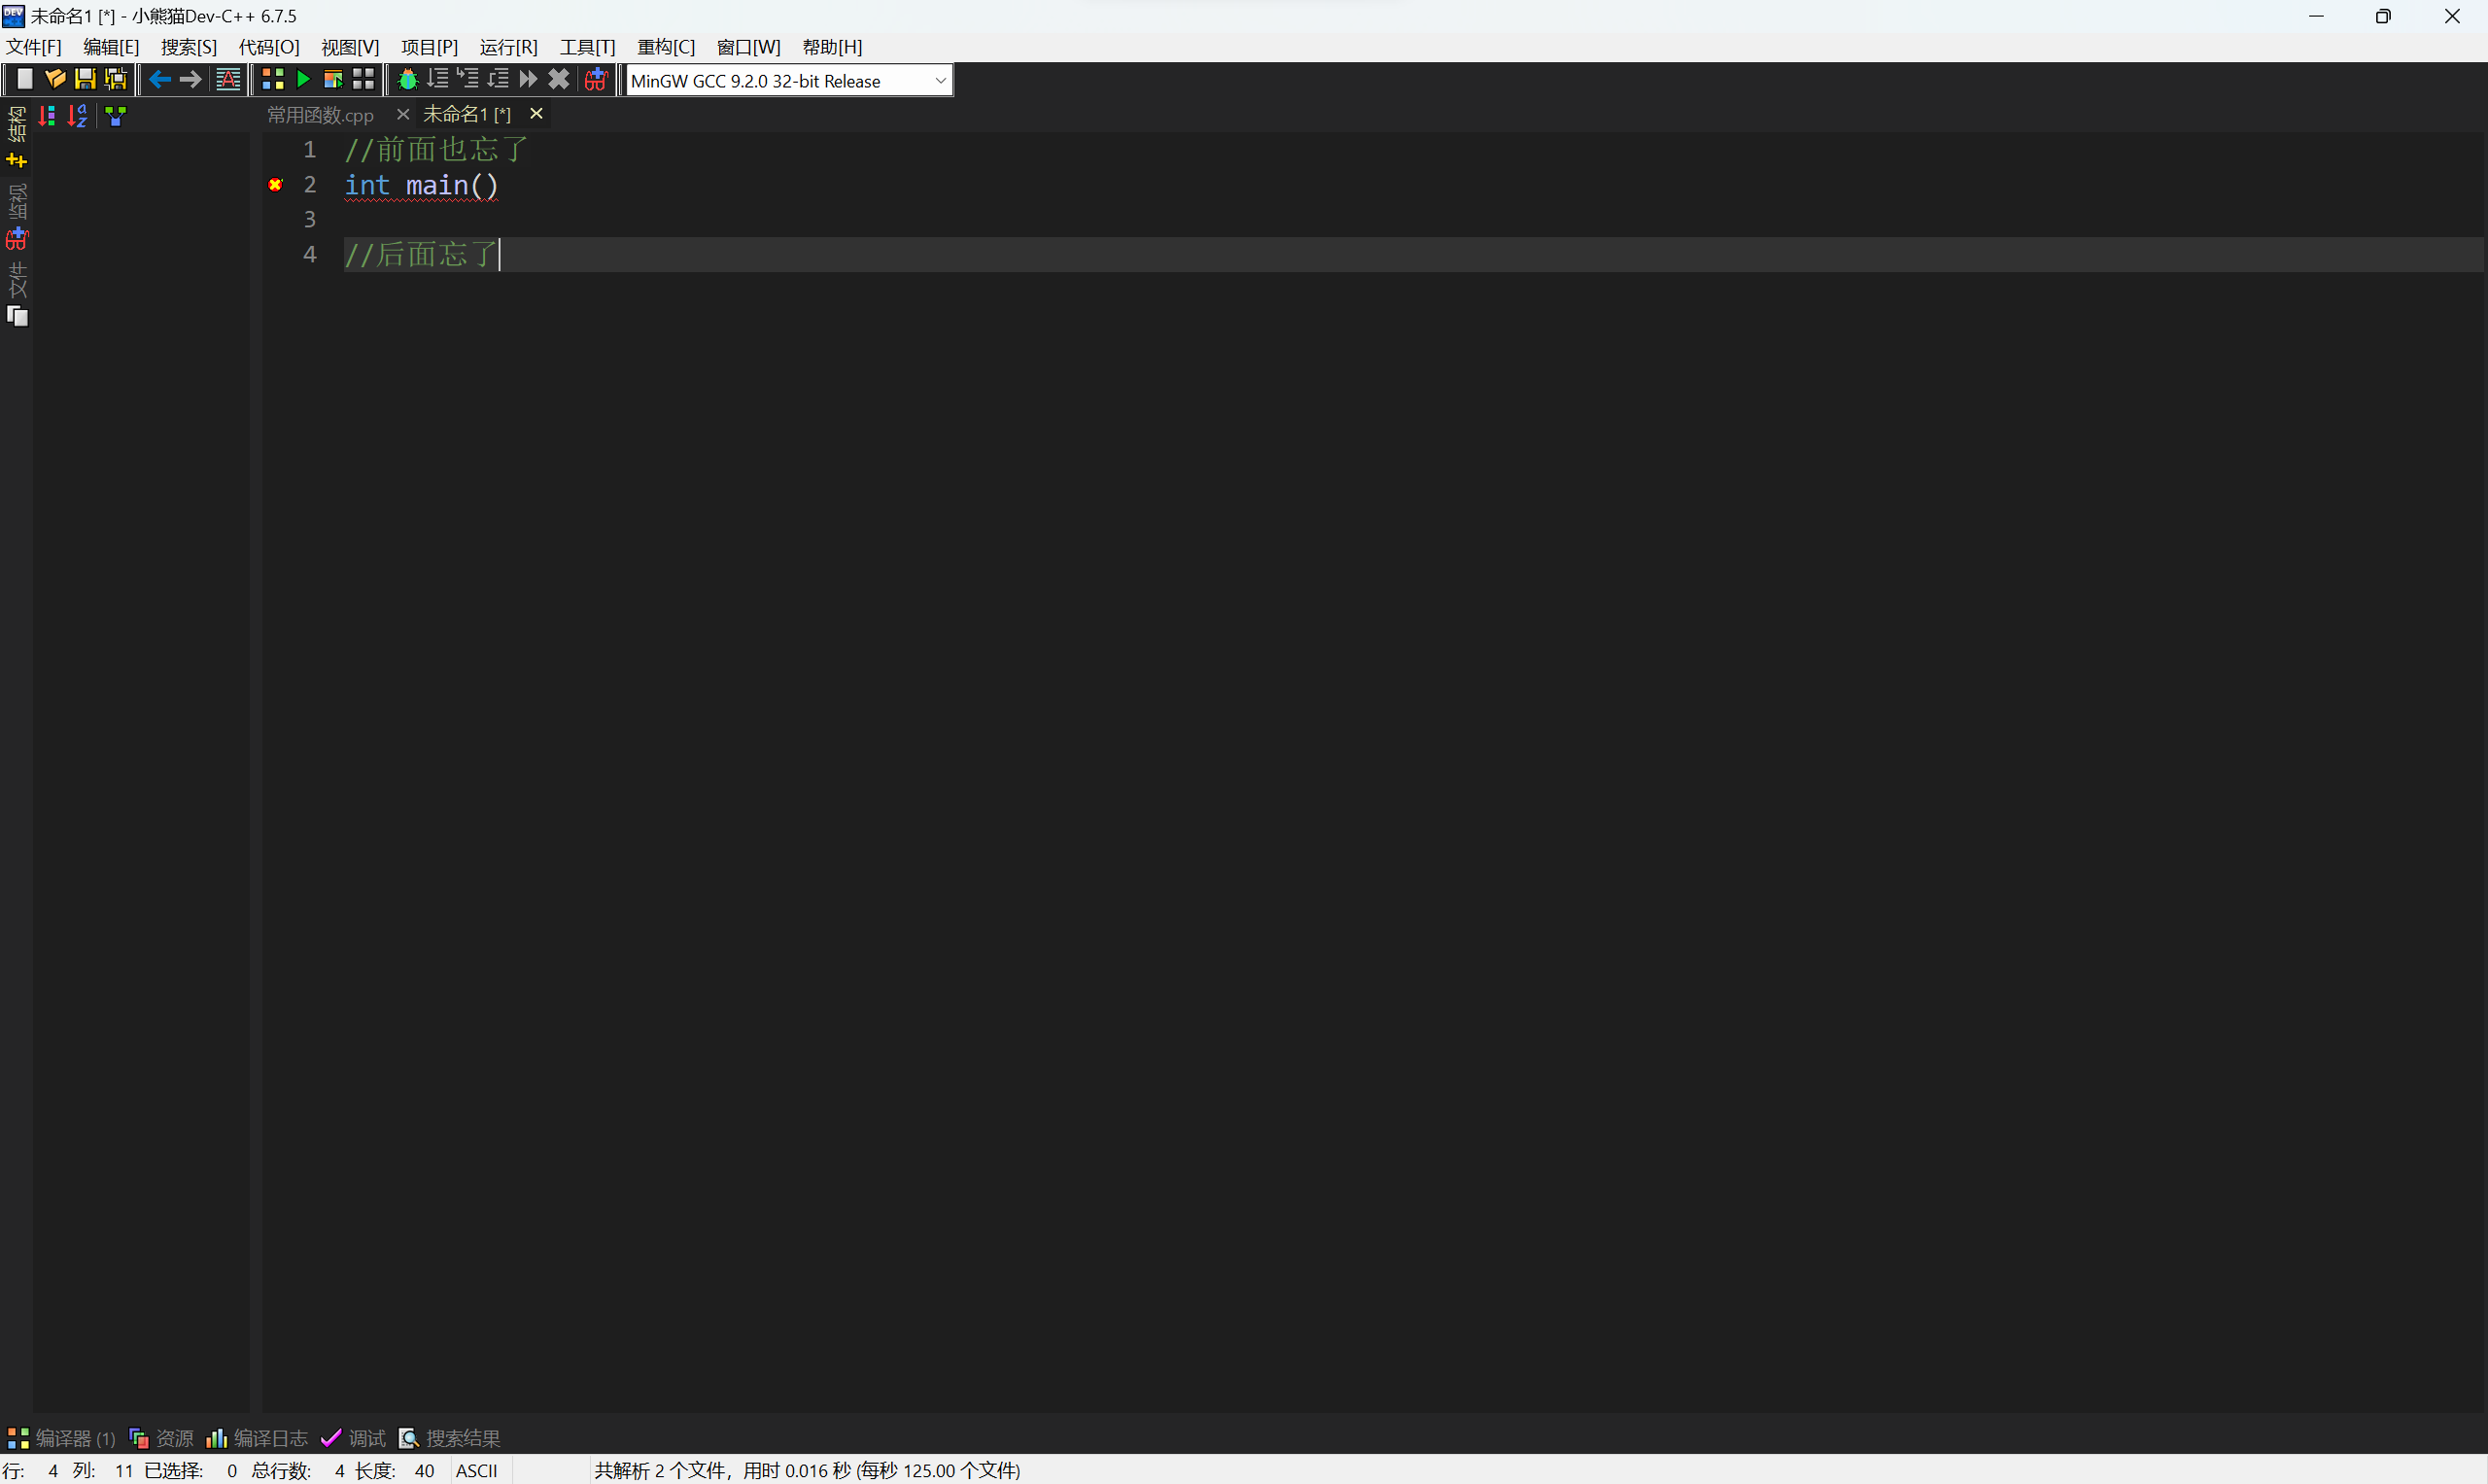 未命名1 [*] - 小熊猫Dev-C++ 6.7.5
文件[F] 编辑[E] 搜索[S] 代码[O] 视图[V] 项目[P] 运行[R] 工具[T] 重构[C] 窗口[W] 帮助[H]
MinGW GCC 9.2.0 32-bit Release
结构
监视
文件
常用函数.cpp 未命名1 [*]
1 //前面也忘了
2 int main()
3
4 //后面忘了
编译器 (1) 资源 编译日志 调试 搜索结果
行: 4 列: 11 已选择: 0 总行数: 4 长度: 40 ASCII 共解析 2 个文件，用时 0.016 秒 (每秒 125.00 个文件)